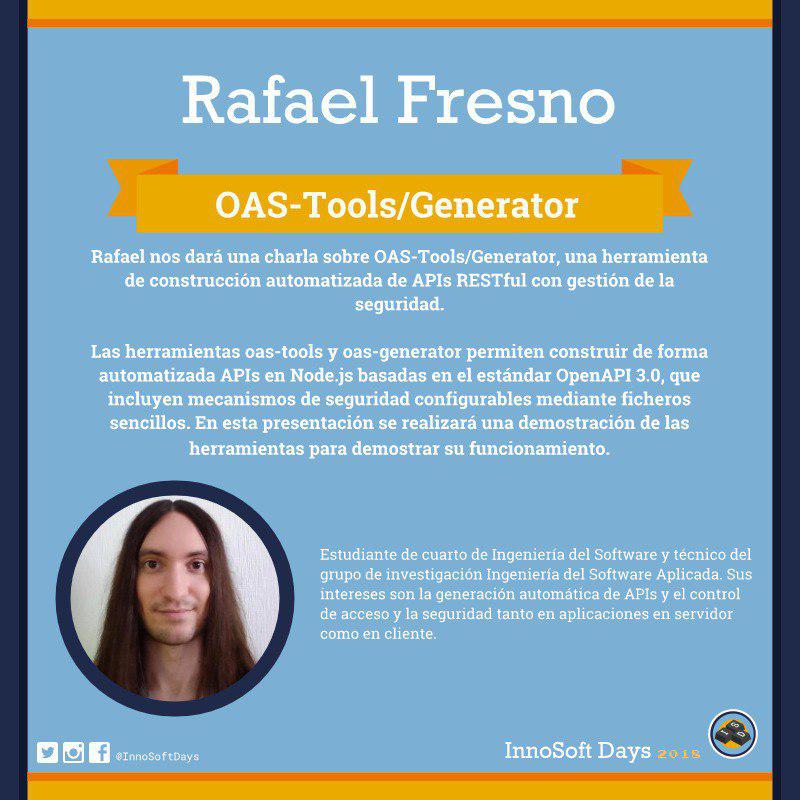 Rafael Fresno
OAS-Tools/Generator
Rafael nos dará una charla sobre OAS-Tools/Generator, una herramienta
de construcción automatizada de APIs RESTful con gestión de la
seguridad.
Las herramientas oas-tools y oas-generator permiten construir de forma
automatizada APIs en Node.js basadas en el estándar OpenAPI 3.0, que
incluyen mecanismos de seguridad configurables mediante ficheros
sencillos. En esta presentación se realizará una demostración de las
herramientas para demostrar su funcionamiento.
Estudiante de cuarto de Ingeniería del Software y técnico del
grupo de investigación Ingeniería del Software Aplicada. Sus
intereses son la generación automática de APIs y el control
de acceso y la seguridad tanto en aplicaciones en servidor
como en cliente.
@InnoSoftDays
InnoSoft Days 2018
I S D